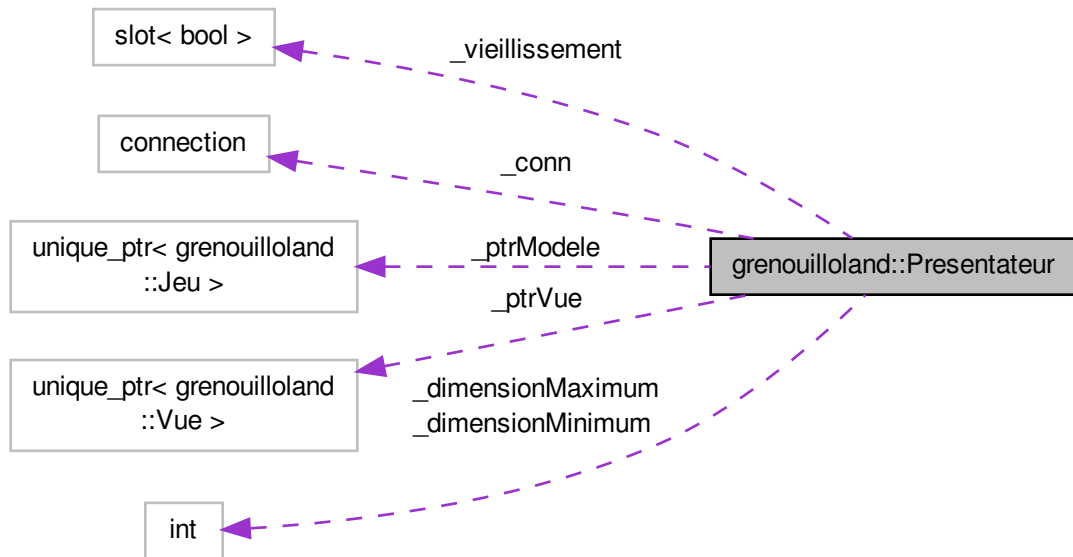 slot< bool >
_vieillissement
connection
_conn
unique_ptr< grenouilloland
::Jeu >
_ptrModele
grenouilloland::Presentateur
_ptrVue
unique_ptr< grenouilloland
::Vue >
_dimensionMaximum
_dimensionMinimum
int